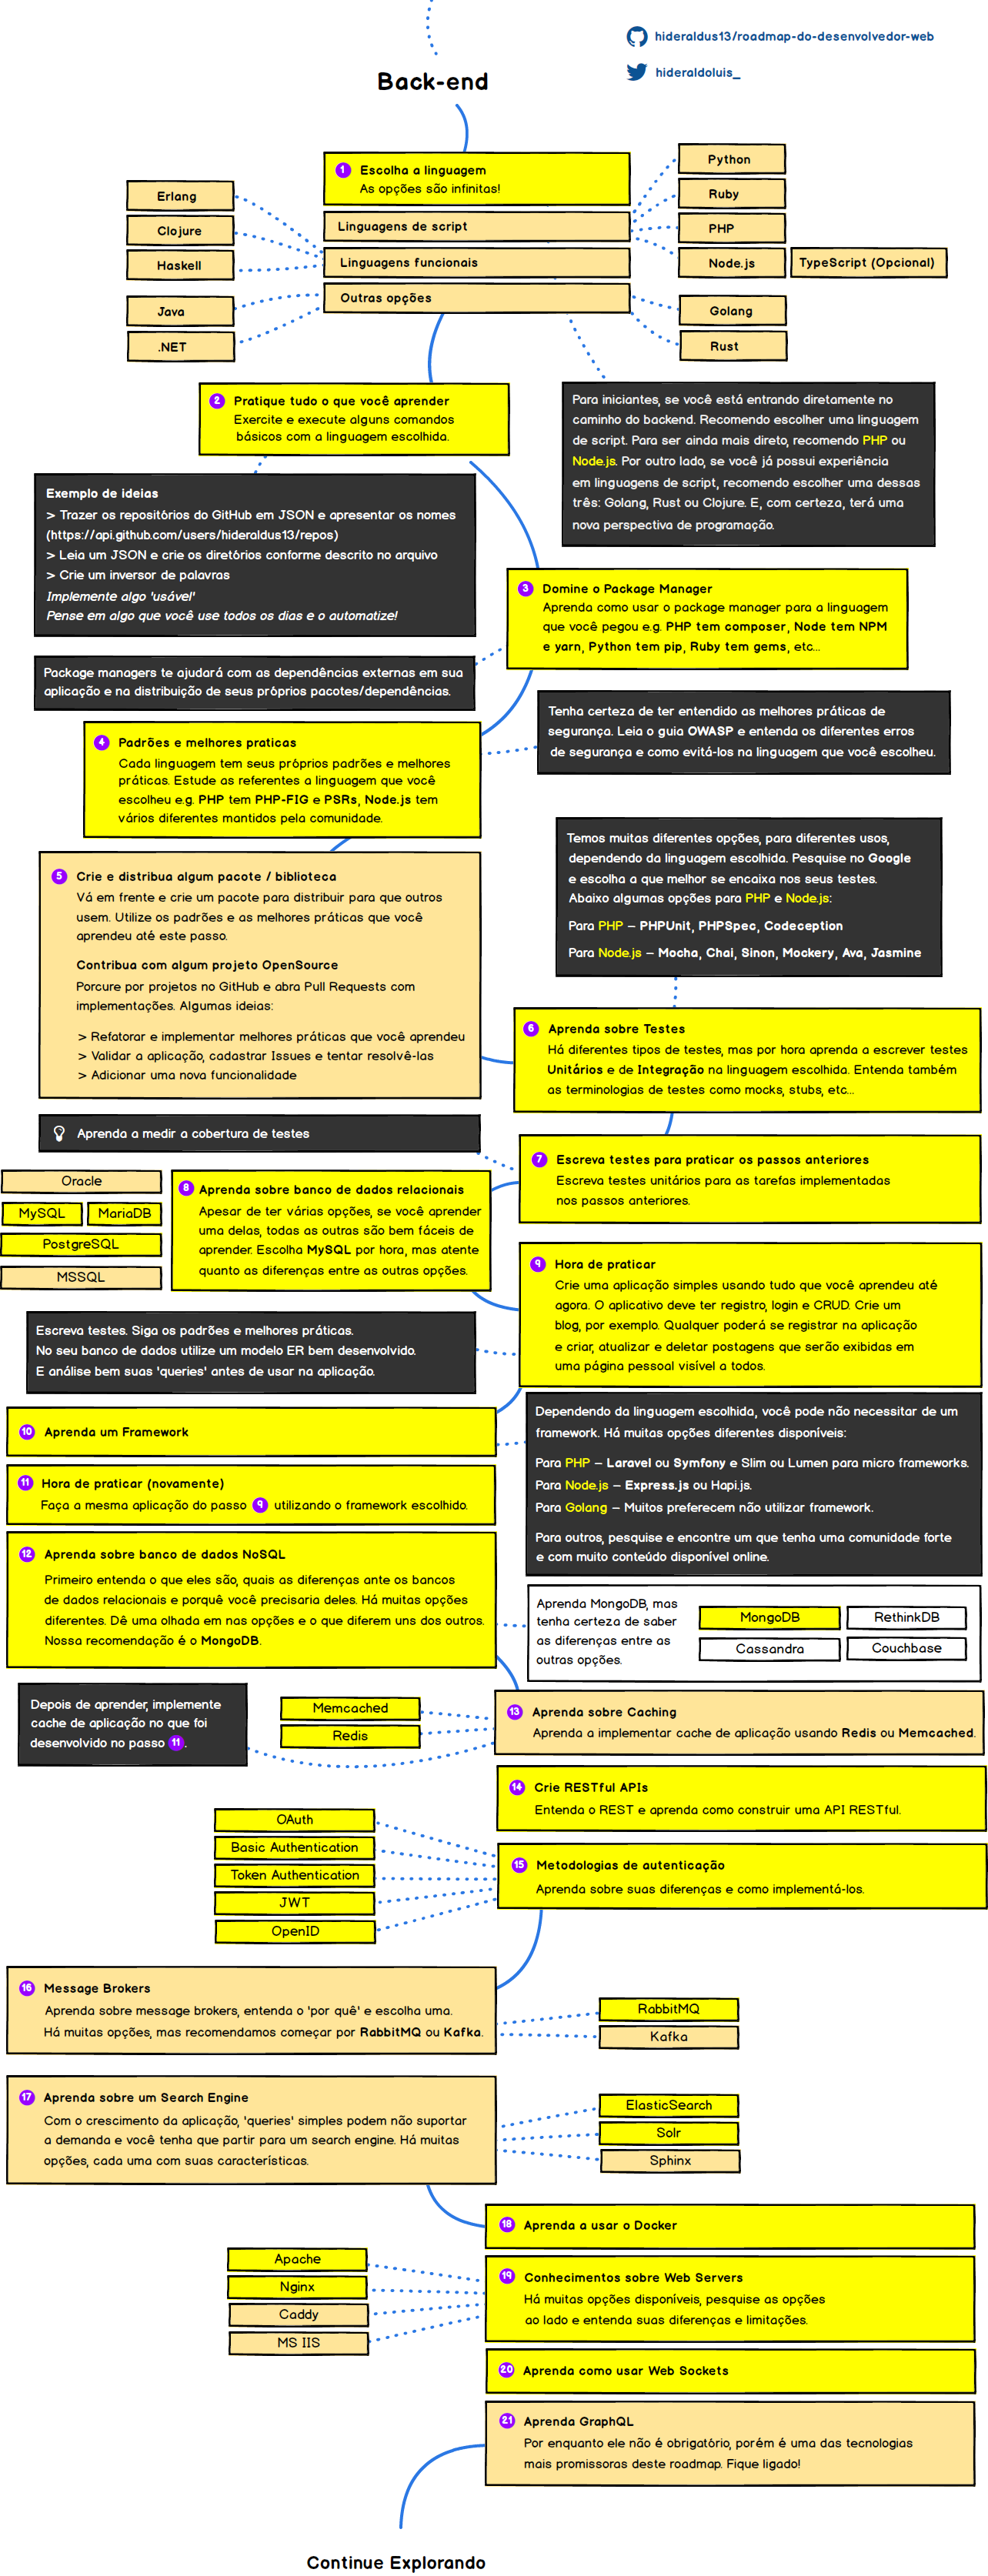 hideraldus13/roadmap-do-desenvolvedor-web
hideraldoluis_
Back-end
1 Escolha a linguagem
As opções são infinitas!
Linguagens de script
Linguagens funcionais
Outras opções
Erlang
Clojure
Haskell
Java
.NET
Python
Ruby
PHP
Node.js
TypeScript (Opcional)
Golang
Rust
Para iniciantes, se você está entrando diretamente no
caminho do backend. Recomendo escolher uma linguagem
de script. Para ser ainda mais direto, recomendo PHP ou
Node.js. Por outro lado, se você já possui experiência
em linguagens de script, recomendo escolher uma dessas
três: Golang, Rust ou Clojure. E, com certeza, terá uma
nova perspectiva de programação.
2 Pratique tudo o que você aprender
Exercite e execute alguns comandos
básicos com a linguagem escolhida.
Exemplo de ideias
> Trazer os repositórios do GitHub em JSON e apresentar os nomes
(https://api.github.com/users/hideraldus13/repos)
> Leia um JSON e crie os diretórios conforme descrito no arquivo
> Crie um inversor de palavras
Implemente algo 'usável'
Pense em algo que você use todos os dias e o automatize!
3 Domine o Package Manager
Aprenda como usar o package manager para a linguagem
que você pegou e.g. PHP tem composer, Node tem NPM
e yarn, Python tem pip, Ruby tem gems, etc...
Package managers te ajudará com as dependências externas em sua
aplicação e na distribuição de seus próprios pacotes/dependências.
Tenha certeza de ter entendido as melhores práticas de
segurança. Leia o guia OWASP e entenda os diferentes erros
de segurança e como evitá-los na linguagem que você escolheu.
4 Padrões e melhores praticas
Cada linguagem tem seus próprios padrões e melhores
práticas. Estude as referentes a linguagem que você
escolheu e.g. PHP tem PHP-FIG e PSRs, Node.js tem
vários diferentes mantidos pela comunidade.
Temos muitas diferentes opções, para diferentes usos,
dependendo da linguagem escolhida. Pesquise no Google
e escolha a que melhor se encaixa nos seus testes.
Abaixo algumas opções para PHP e Node.js:
Para PHP – PHPUnit, PHPSpec, Codeception
Para Node.js – Mocha, Chai, Sinon, Mockery, Ava, Jasmine
5 Crie e distribua algum pacote / biblioteca
Vá em frente e crie um pacote para distribuir para que outros
usem. Utilize os padrões e as melhores práticas que você
aprendeu até este passo.
Contribua com algum projeto OpenSource
Porcure por projetos no GitHub e abra Pull Requests com
implementações. Algumas ideias:
> Refatorar e implementar melhores práticas que você aprendeu
> Validar a aplicação, cadastrar Issues e tentar resolvê-las
> Adicionar uma nova funcionalidade
6 Aprenda sobre Testes
Há diferentes tipos de testes, mas por hora aprenda a escrever testes
Unitários e de Integração na linguagem escolhida. Entenda também
as terminologias de testes como mocks, stubs, etc...
Aprenda a medir a cobertura de testes
7 Escreva testes para praticar os passos anteriores
Escreva testes unitários para as tarefas implementadas
nos passos anteriores.
Oracle
MySQL
MariaDB
PostgreSQL
MSSQL
8 Aprenda sobre banco de dados relacionais
Apesar de ter várias opções, se você aprender
uma delas, todas as outras são bem fáceis de
aprender. Escolha MySQL por hora, mas atente
quanto as diferenças entre as outras opções.
9 Hora de praticar
Crie uma aplicação simples usando tudo que você aprendeu até
agora. O aplicativo deve ter registro, login e CRUD. Crie um
blog, por exemplo. Qualquer poderá se registrar na aplicação
e criar, atualizar e deletar postagens que serão exibidas em
uma página pessoal visível a todos.
Escreva testes. Siga os padrões e melhores práticas.
No seu banco de dados utilize um modelo ER bem desenvolvido.
E análise bem suas 'queries' antes de usar na aplicação.
10 Aprenda um Framework
Dependendo da linguagem escolhida, você pode não necessitar de um
framework. Há muitas opções diferentes disponíveis:
Para PHP – Laravel ou Symfony e Slim ou Lumen para micro frameworks.
Para Node.js – Express.js ou Hapi.js.
Para Golang – Muitos preferecem não utilizar framework.
Para outros, pesquise e encontre um que tenha uma comunidade forte
e com muito conteúdo disponível online.
11 Hora de praticar (novamente)
Faça a mesma aplicação do passo 9 utilizando o framework escolhido.
12 Aprenda sobre banco de dados NoSQL
Primeiro entenda o que eles são, quais as diferenças ante os bancos
de dados relacionais e porquê você precisaria deles. Há muitas opções
diferentes. Dê uma olhada em nas opções e o que diferem uns dos outros.
Nossa recomendação é o MongoDB.
Aprenda MongoDB, mas
tenha certeza de saber
as diferenças entre as
outras opções.
MongoDB
RethinkDB
Cassandra
Couchbase
Depois de aprender, implemente
cache de aplicação no que foi
desenvolvido no passo 11.
Memcached
Redis
13 Aprenda sobre Caching
Aprenda a implementar cache de aplicação usando Redis ou Memcached.
14 Crie RESTful APIs
Entenda o REST e aprenda como construir uma API RESTful.
OAuth
Basic Authentication
Token Authentication
JWT
OpenID
15 Metodologias de autenticação
Aprenda sobre suas diferenças e como implementá-los.
16 Message Brokers
Aprenda sobre message brokers, entenda o 'por quê' e escolha uma.
Há muitas opções, mas recomendamos começar por RabbitMQ ou Kafka.
RabbitMQ
Kafka
17 Aprenda sobre um Search Engine
Com o crescimento da aplicação, 'queries' simples podem não suportar
a demanda e você tenha que partir para um search engine. Há muitas
opções, cada uma com suas características.
ElasticSearch
Solr
Sphinx
18 Aprenda a usar o Docker
Apache
Nginx
Caddy
MS IIS
19 Conhecimentos sobre Web Servers
Há muitas opções disponíveis, pesquise as opções
ao lado e entenda suas diferenças e limitações.
20 Aprenda como usar Web Sockets
21 Aprenda GraphQL
Por enquanto ele não é obrigatório, porém é uma das tecnologias
mais promissoras deste roadmap. Fique ligado!
Continue Explorando